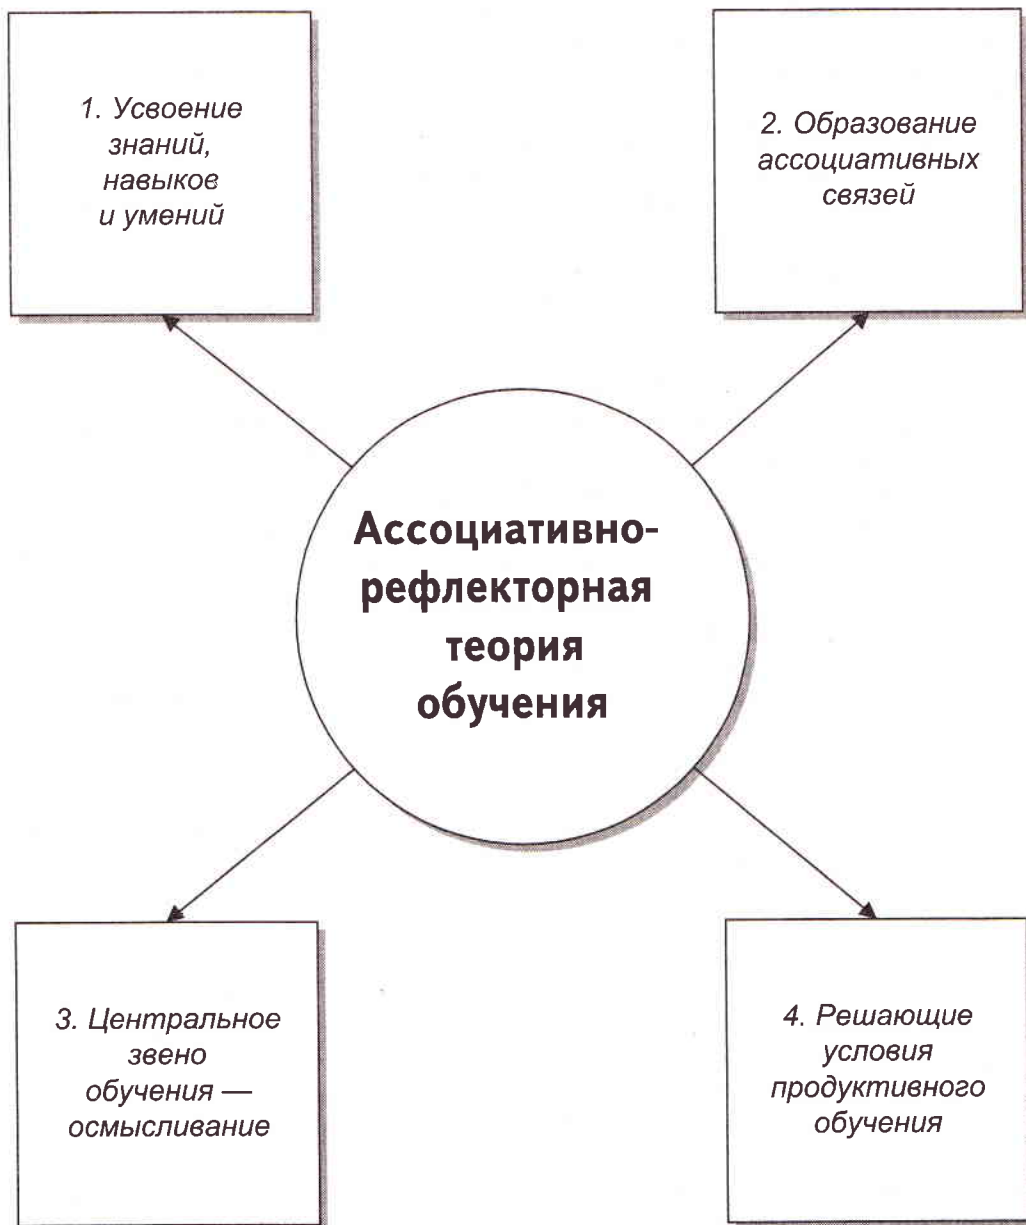 1. Усвоение
знаний,
навыков
и умений
2. Образование
ассоциативных
связей
Ассоциативно-
рефлекторная
теория
обучения
3. Центральное
звено
обучения —
осмысливание
4. Решающие
условия
продуктивного
обучения